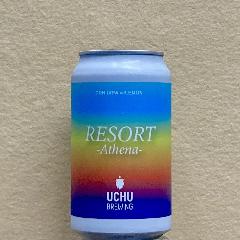 RESORT
-Athena-
UCHU
BREWING